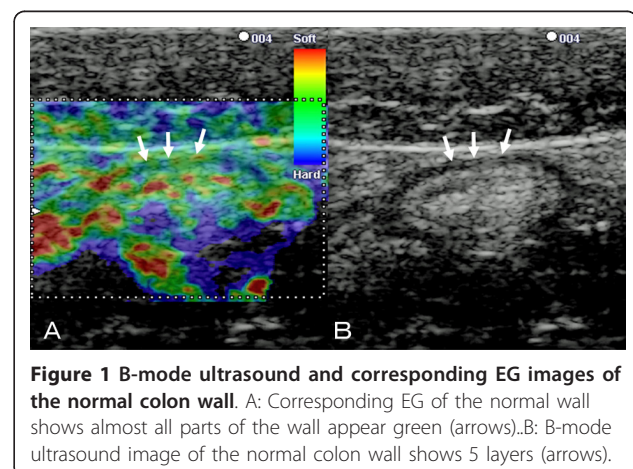 Soft
004
004
Hard
A
B
Figure 1 B-mode ultrasound and corresponding EG images of
the normal colon wall. A: Corresponding EG of the normal wall
shows almost all parts of the wall appear green (arrows)..B: B-mode
ultrasound image of the normal colon wall shows 5 layers (arrows).